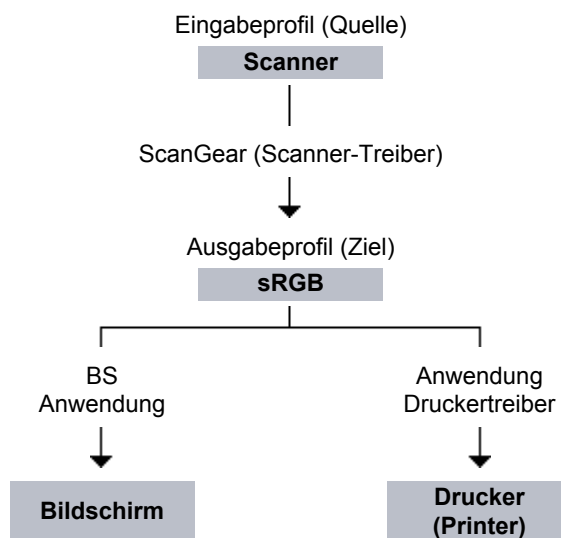 Eingabeprofil (Quelle)
Scanner
ScanGear (Scanner-Treiber)
Ausgabeprofil (Ziel)
sRGB
BS
Anwendung
Anwendung
Druckertreiber
Bildschirm
Drucker
(Printer)